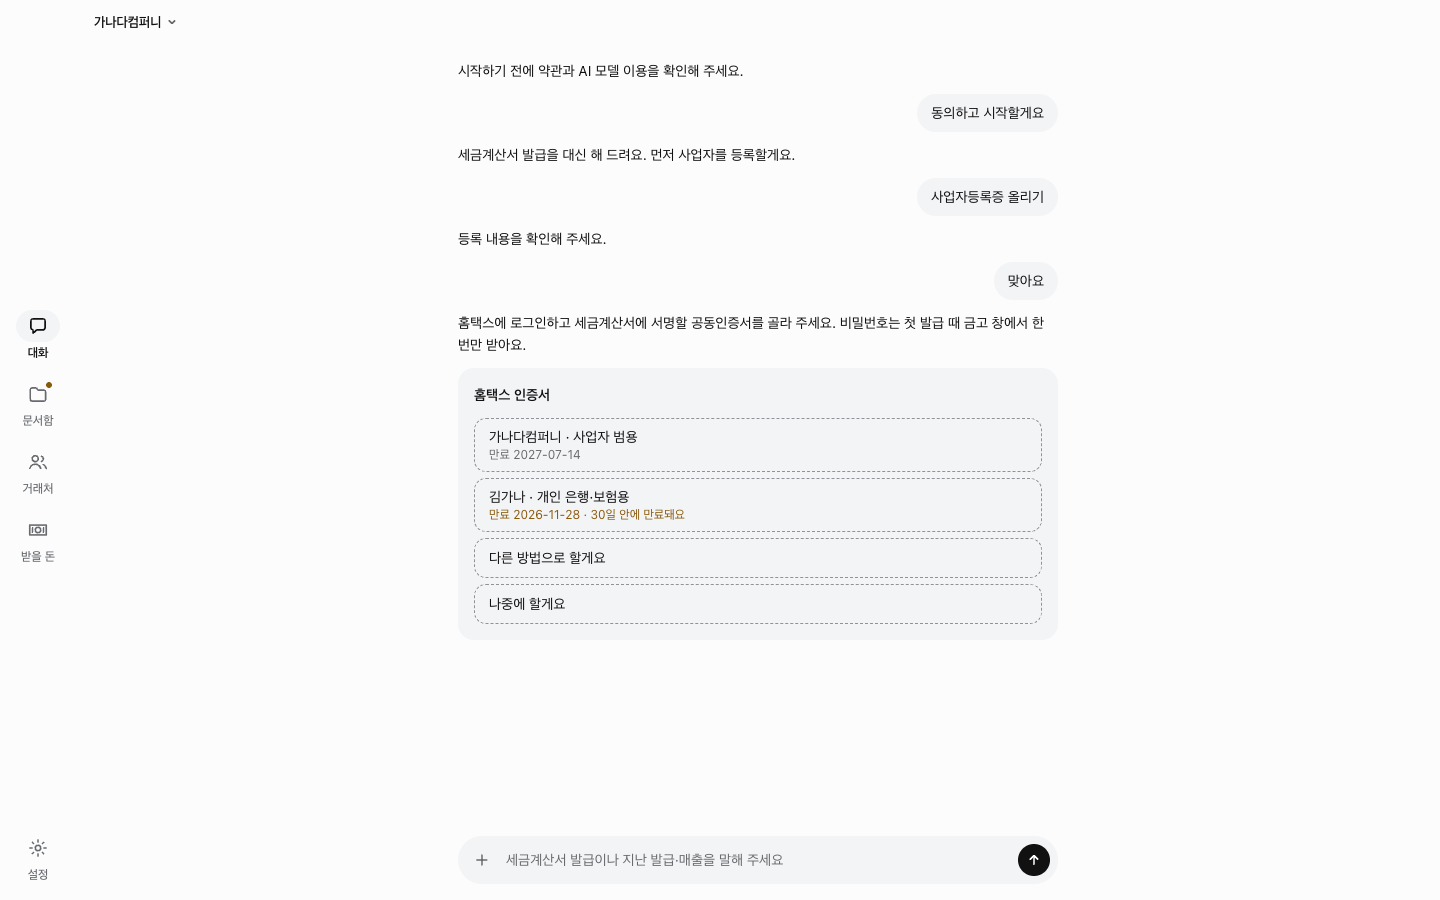 가나다컴퍼니
시작하기 전에 약관과 AI 모델 이용을 확인해 주세요.
동의하고 시작할게요
세금계산서 발급을 대신 해 드려요. 먼저 사업자를 등록할게요.
사업자등록증 올리기
등록 내용을 확인해 주세요.
맞아요
홈택스에 로그인하고 세금계산서에 서명할 공동인증서를 골라 주세요. 비밀번호는 첫 발급 때 금고 창에서 한
번만 받아요.
홈택스 인증서
가나다컴퍼니 · 사업자 범용
만료 2027-07-14
김가나 · 개인 은행·보험용
만료 2026-11-28 · 30일 안에 만료돼요
다른 방법으로 할게요
나중에 할게요
대화
문서함
거래처
받을 돈
설정
세금계산서 발급이나 지난 발급·매출을 말해 주세요